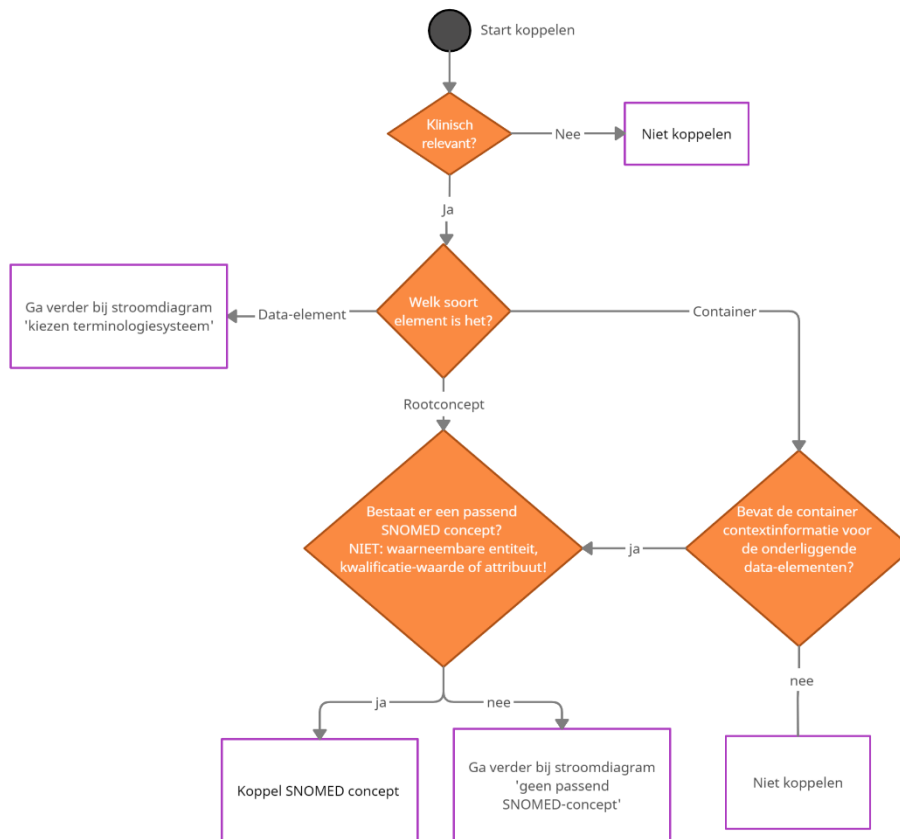 Start koppelen
Klinisch
relevant?
Nee
Niet koppelen
Ja
Ga verder bij stroomdiagram
'kiezen terminologiesysteem'
Data-element
Welk soort
element is het?
Container
Rootconcept
Bestaat er een passend
SNOMED concept?
NIET: waarneembare entiteit,
kwalificatie-waarde of attribuut!
ja
Bevat de container
contextinformatie voor
de onderliggende
data-elementen?
ja
nee
nee
Koppel SNOMED concept
Ga verder bij stroomdiagram
'geen passend
SNOMED-concept'
Niet koppelen